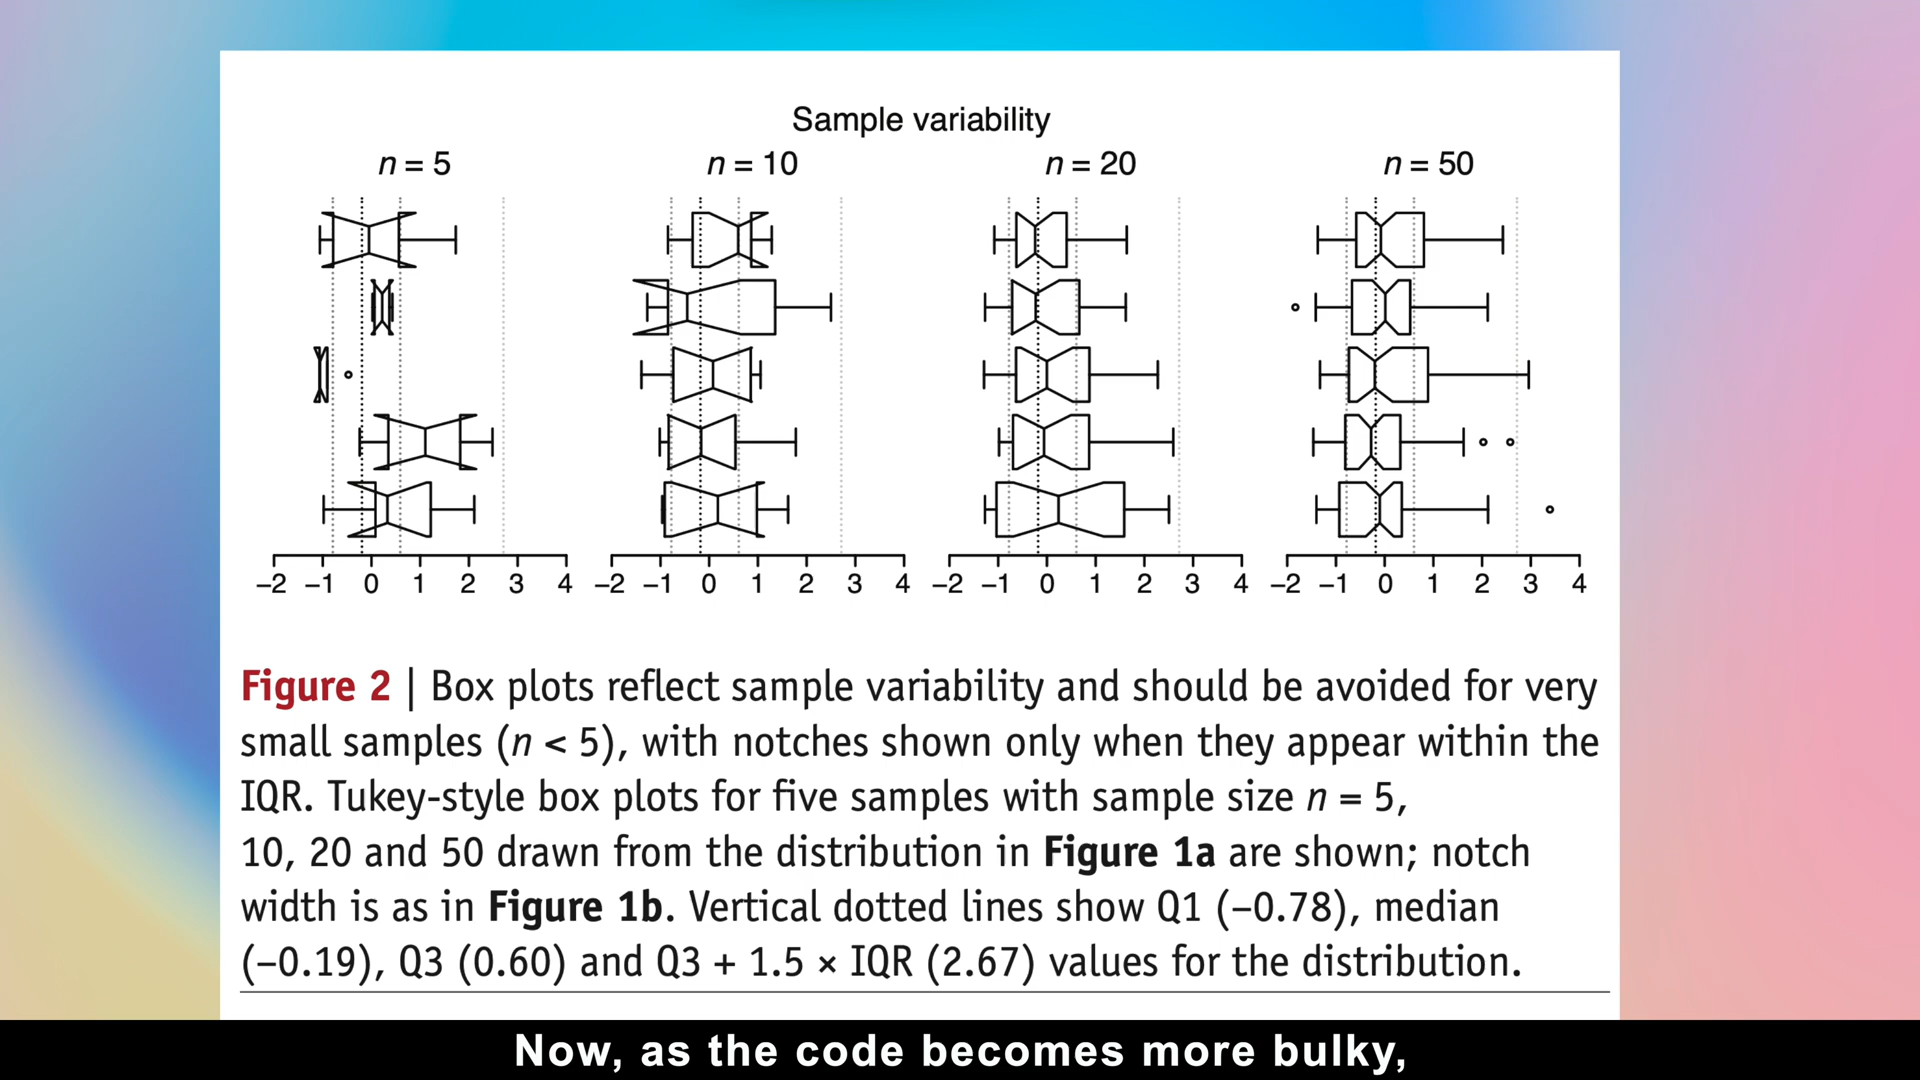 Sample variability
n = 5 n = 10 n = 20 n = 50
−2 −1 0 1 2 3 4 −2 −1 0 1 2 3 4 −2 −1 0 1 2 3 4 −2 −1 0 1 2 3 4
Figure 2 | Box plots reflect sample variability and should be avoided for very
small samples (n < 5), with notches shown only when they appear within the
IQR. Tukey-style box plots for five samples with sample size n = 5,
10, 20 and 50 drawn from the distribution in Figure 1a are shown; notch
width is as in Figure 1b. Vertical dotted lines show Q1 (−0.78), median
(−0.19), Q3 (0.60) and Q3 + 1.5 × IQR (2.67) values for the distribution.
Now, as the code becomes more bulky,